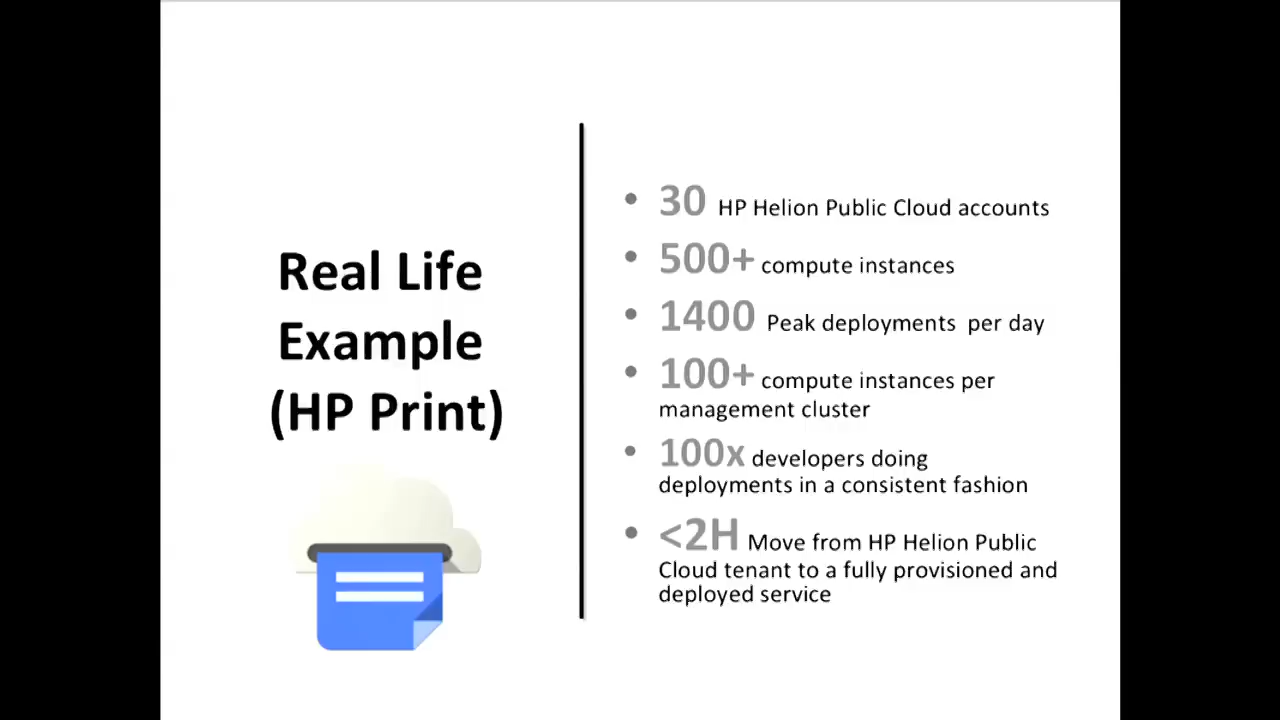 Real Life
Example
(HP Print)
• 30 HP Helion Public Cloud accounts
• 500+ compute instances
• 1400 Peak deployments per day
• 100+ compute instances per
management cluster
• 100x developers doing
deployments in a consistent fashion
• <2H Move from HP Helion Public
Cloud tenant to a fully provisioned and
deployed service